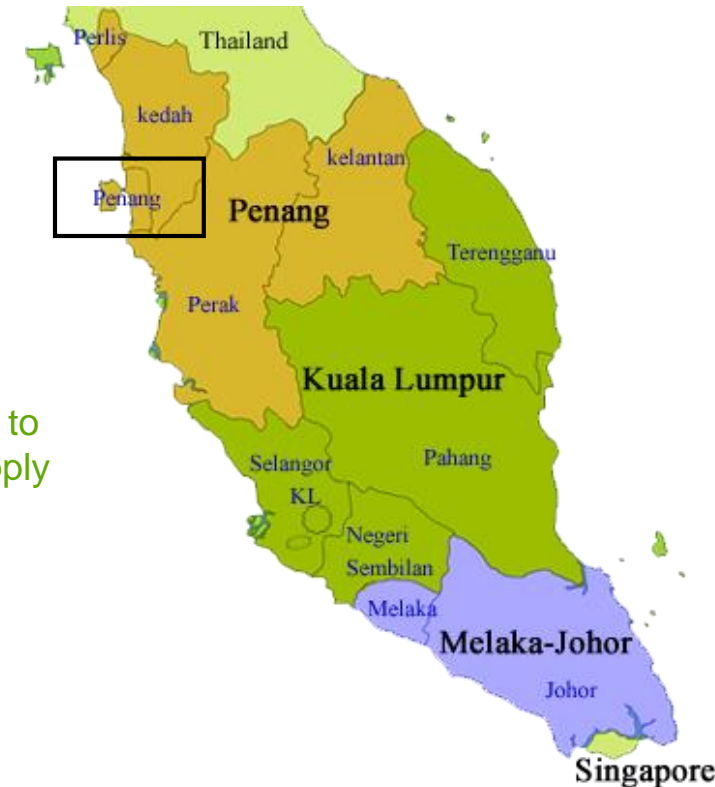 Perlis
Thailand
kedah
kelantan
Penang
Penang
Terengganu
Perak
Kuala Lumpur
to
Selangor
Pahang
KL
Negeri
Sembilan
Melaka
Melaka-Johor
Johor
Singapore